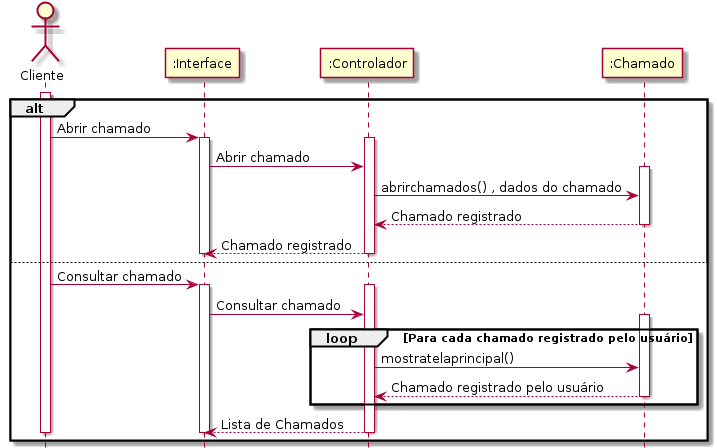 Cliente
:Interface
:Controlador
:Chamado
alt
Abrir chamado
Abrir chamado
abrirchamados() , dados do chamado
Chamado registrado
Chamado registrado
Consultar chamado
Consultar chamado
loop [Para cada chamado registrado pelo usuário]
mostratelaprincipal()
Chamado registrado pelo usuário
Lista de Chamados